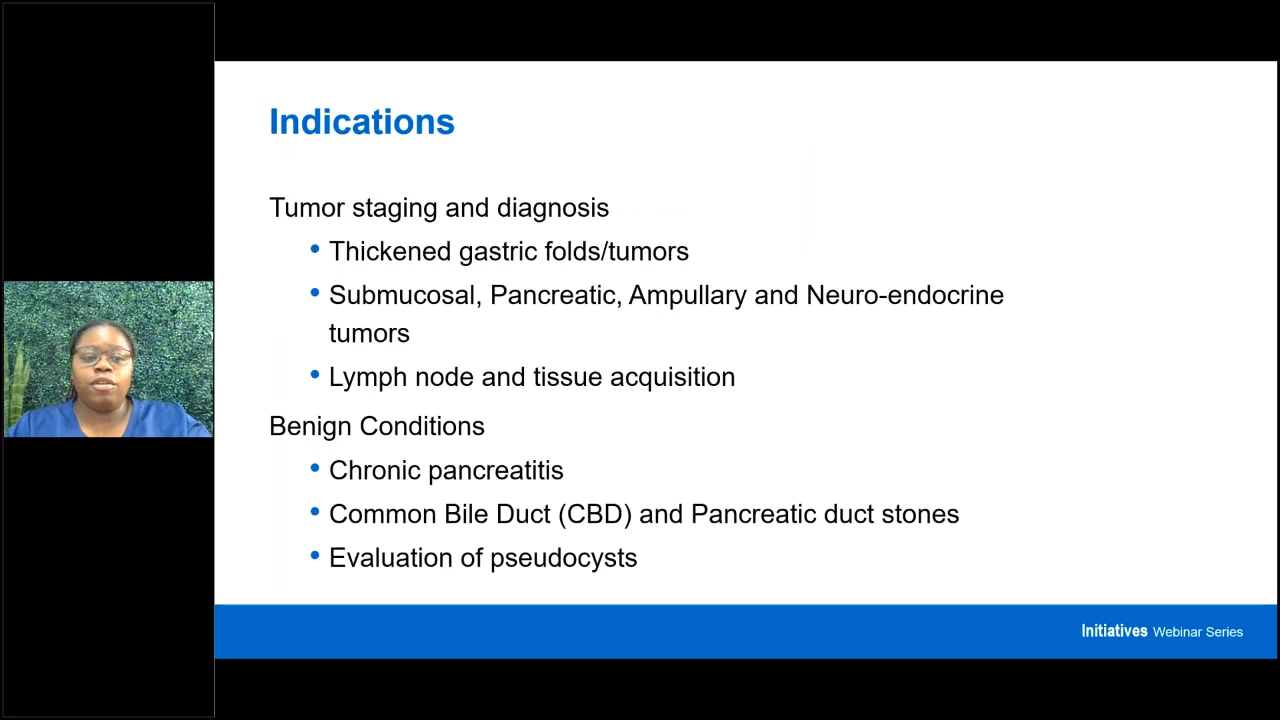 Indications
Tumor staging and diagnosis
• Thickened gastric folds/tumors
• Submucosal, Pancreatic, Ampullary and Neuro-endocrine
tumors
• Lymph node and tissue acquisition
Benign Conditions
• Chronic pancreatitis
• Common Bile Duct (CBD) and Pancreatic duct stones
• Evaluation of pseudocysts
Initiatives Webinar Series